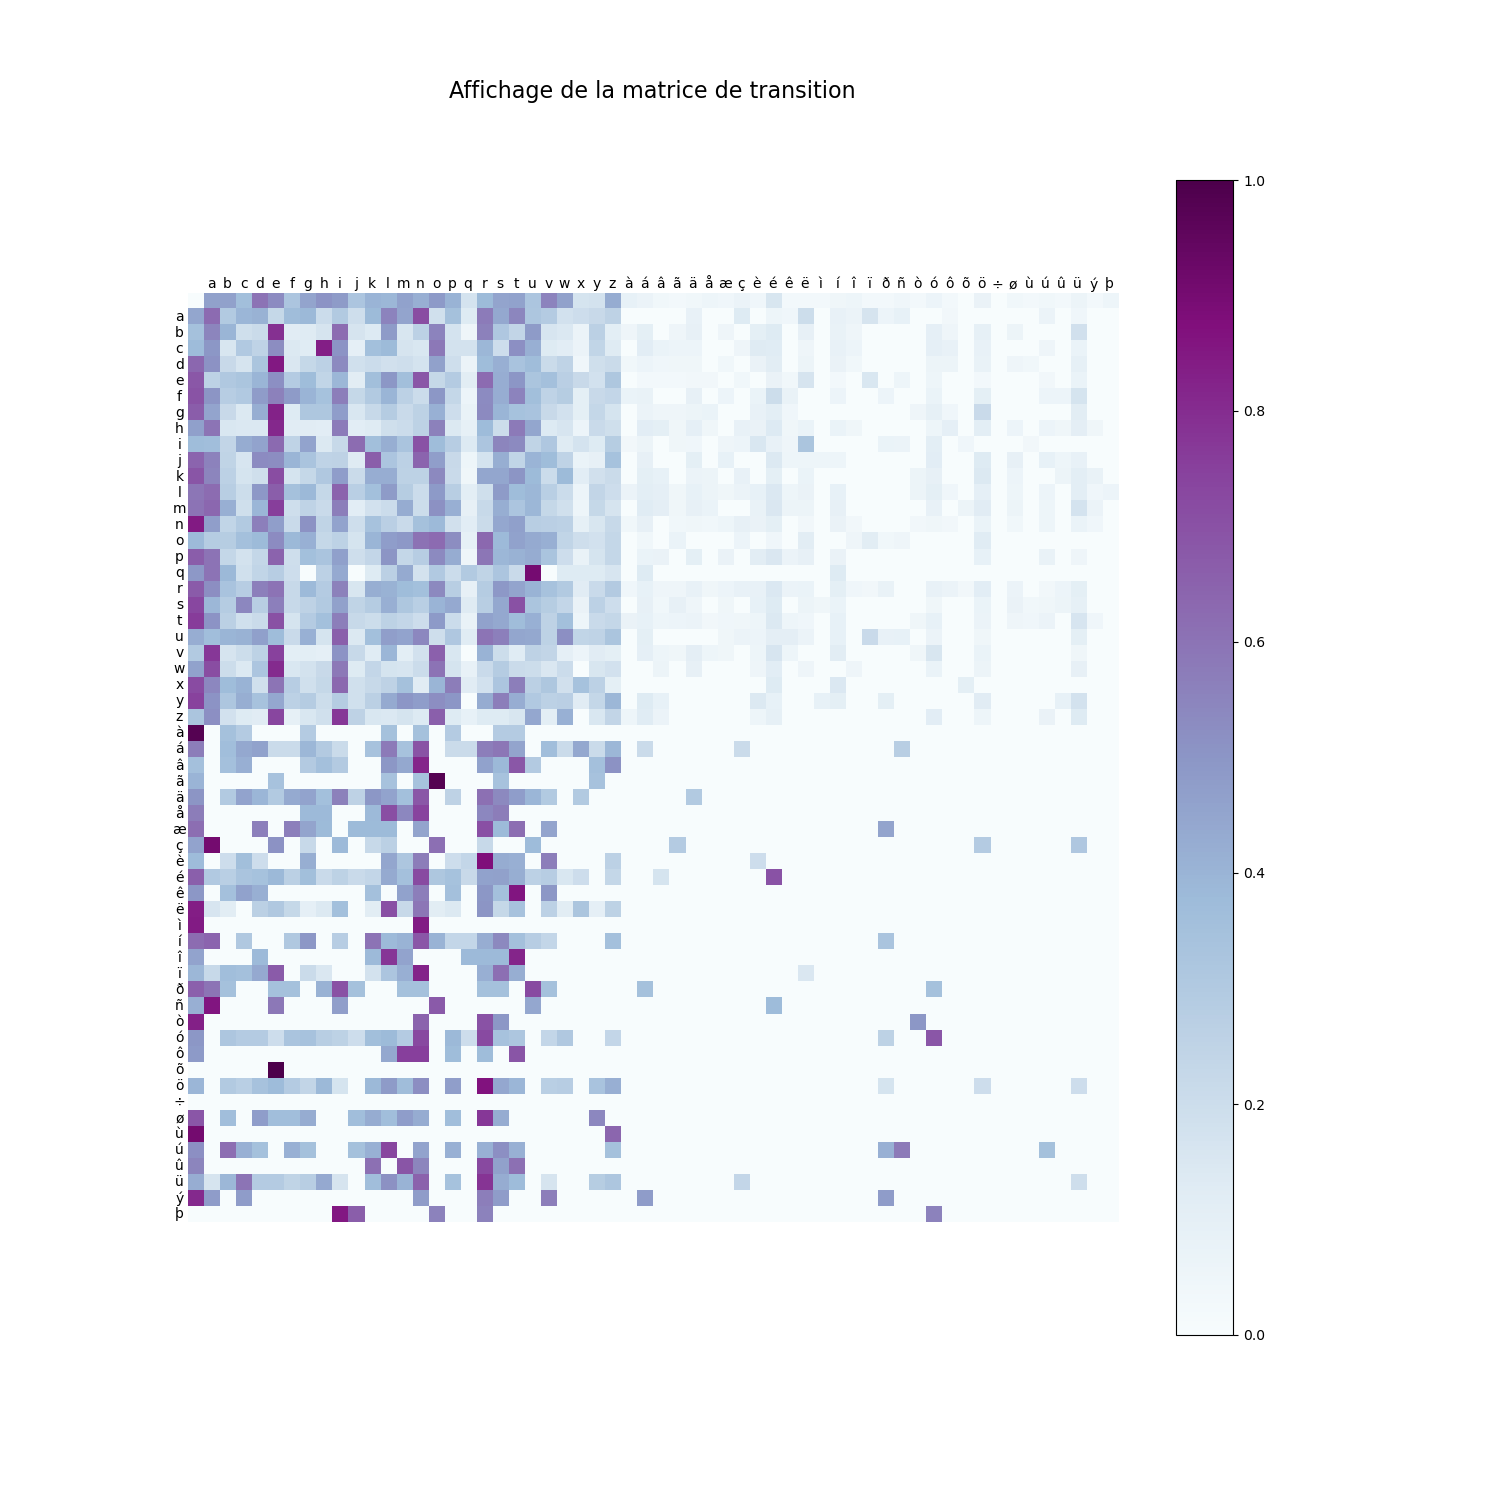 Affichage de la matrice de transition
a b c d e f g h i j k l m n o p q r s t u v w x y z à á â ã ä å æ ç è é ê ë ì í î ï ð ñ ò ó ô õ ö ÷ ø ù ú û ü ý þ
a
b
c
d
e
f
g
h
i
j
k
l
m
n
o
p
q
r
s
t
u
v
w
x
y
z
à
á
â
ã
ä
å
æ
ç
è
é
ê
ë
ì
í
î
ï
ð
ñ
ò
ó
ô
õ
ö
÷
ø
ù
ú
û
ü
ý
þ
1.0
0.8
0.6
0.4
0.2
0.0